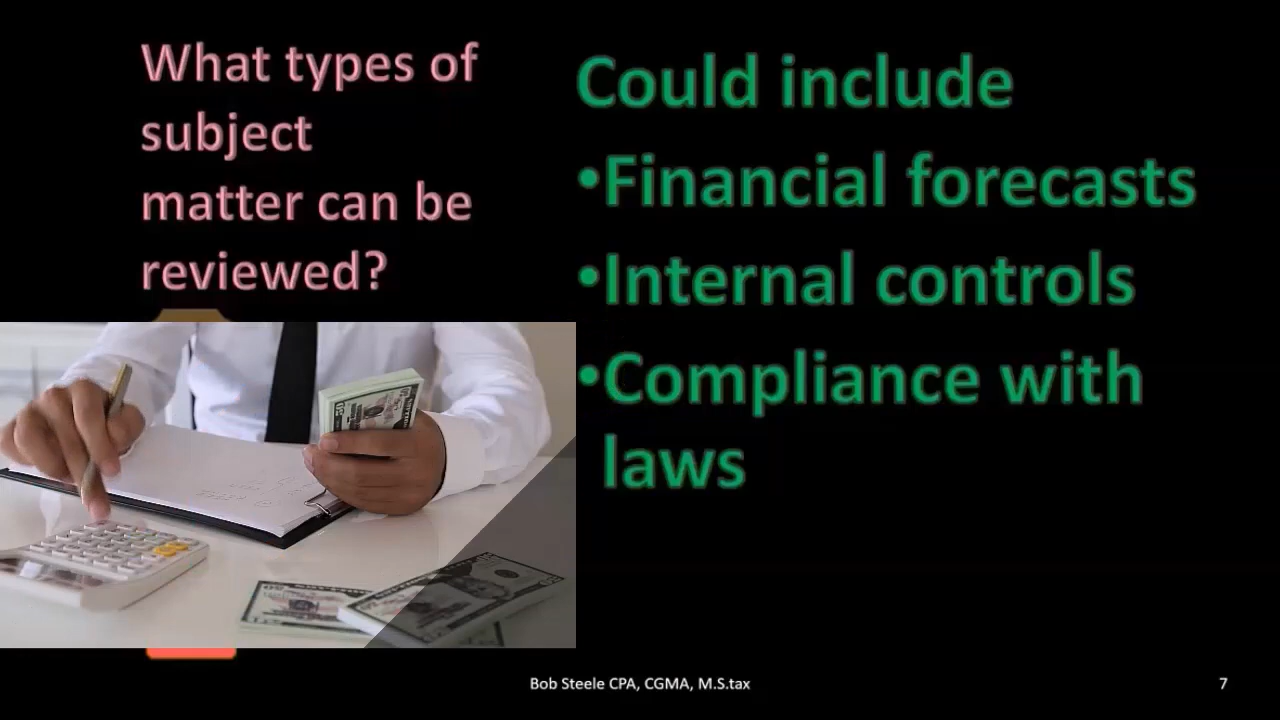 What types of
subject
matter can be
reviewed?
Could include
•Financial forecasts
•Internal controls
•Compliance with
laws
Bob Steele CPA, CGMA, M.S.tax
7